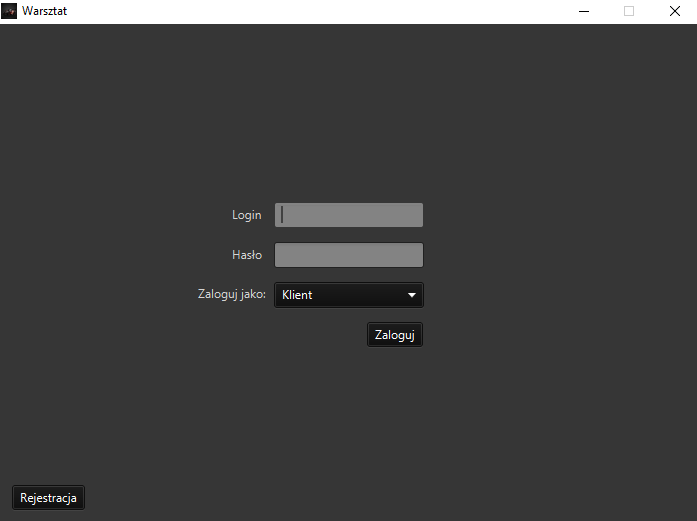 Warsztat
Login
Hasło
Zaloguj jako: Klient
Zaloguj
Rejestracja